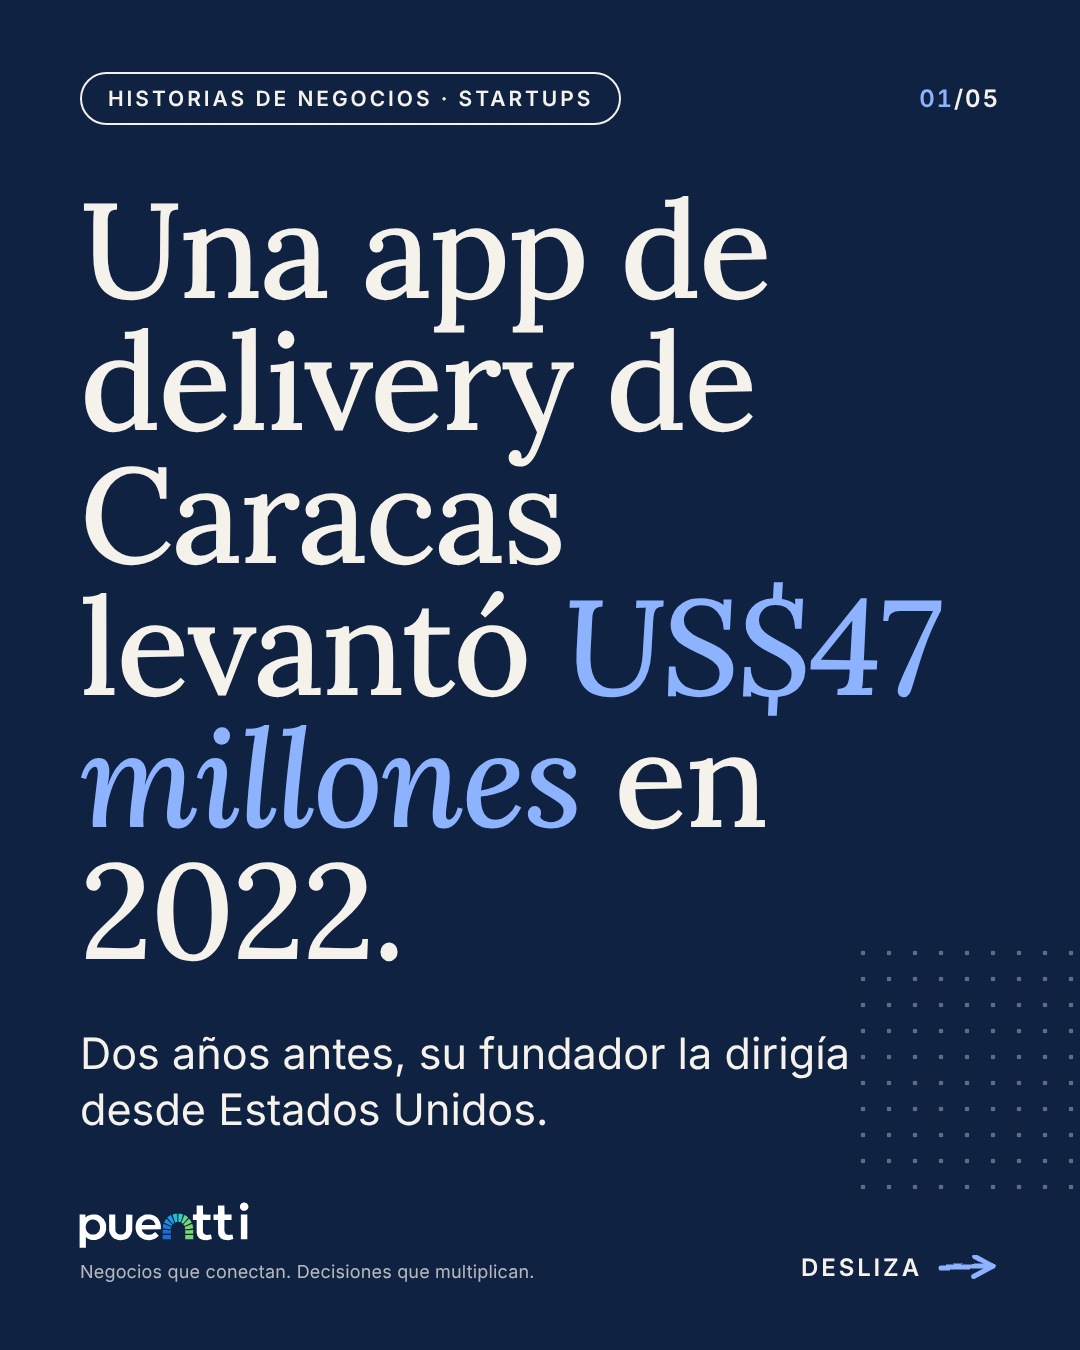 HISTORIAS DE NEGOCIOS · STARTUPS
01/05
Una app de
delivery de
Caracas
levantó US$47
millones en
2022.
Dos años antes, su fundador la dirigía
desde Estados Unidos.
puentti
Negocios que conectan. Decisiones que multiplican.
DESLIZA